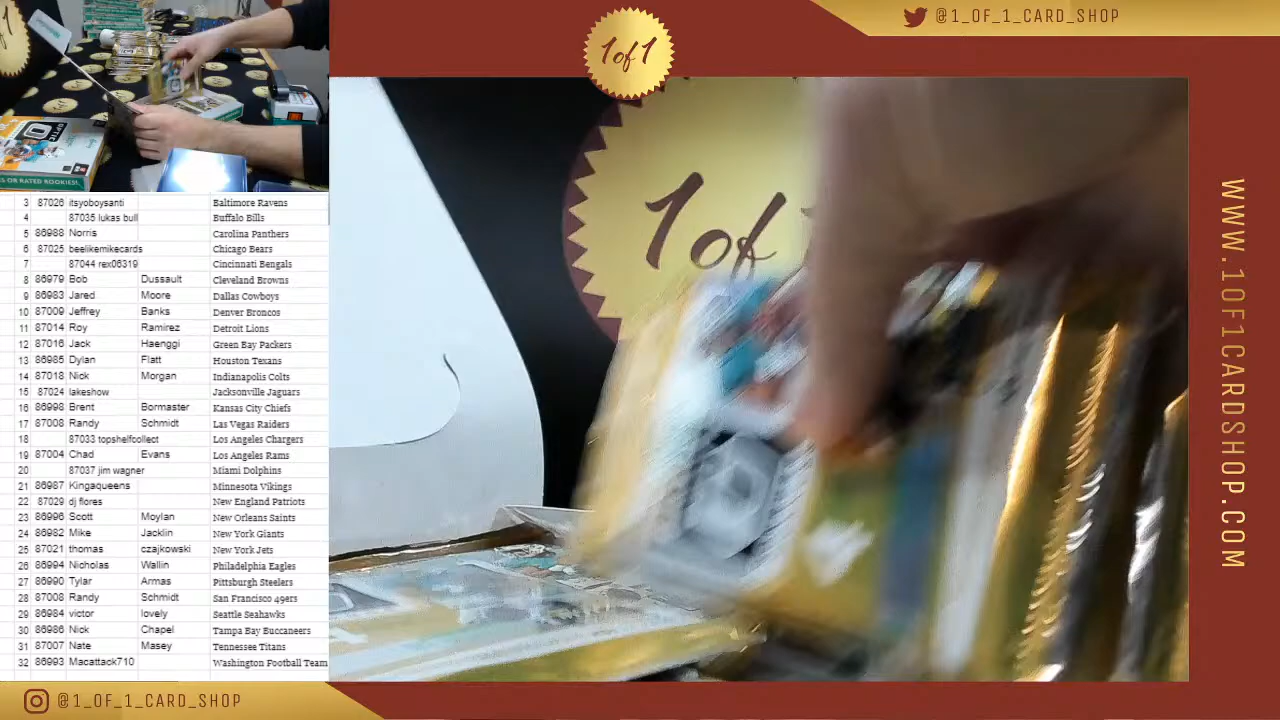 @1_OF_1_CARD_SHOP
1of1
1of
3 87026 itsyoboysanti Baltimore Ravens
4 87035 lukas bull Buffalo Bills
5 86988 Norris Carolina Panthers
6 87025 beelikemikecards Chicago Bears
7 87044 rex06319 Cincinnati Bengals
8 86979 Bob Dussault Cleveland Browns
9 86983 Jared Moore Dallas Cowboys
10 87009 Jeffrey Banks Denver Broncos
11 87014 Roy Ramirez Detroit Lions
12 87016 Jack Haenggi Green Bay Packers
13 86985 Dylan Flatt Houston Texans
14 87018 Nick Morgan Indianapolis Colts
15 87024 lakeshow Jacksonville Jaguars
16 86998 Brent Bormaster Kansas City Chiefs
17 87008 Randy Schmidt Las Vegas Raiders
18 87033 topshelfcollect Los Angeles Chargers
19 87004 Chad Evans Los Angeles Rams
20 87037 jim wagner Miami Dolphins
21 86987 Kingaqueens Minnesota Vikings
22 87029 dj flores New England Patriots
23 86996 Scott Moylan New Orleans Saints
24 86982 Mike Jacklin New York Giants
25 87021 thomas czajkowski New York Jets
26 86994 Nicholas Wallin Philadelphia Eagles
27 86990 Tylar Armas Pittsburgh Steelers
28 87008 Randy Schmidt San Francisco 49ers
29 86984 victor lovely Seattle Seahawks
30 86986 Nick Chapel Tampa Bay Buccaneers
31 87007 Nate Masey Tennessee Titans
32 86993 Macattack710 Washington Football Team
WWW.1OF1CARDSHOP.COM
@1_OF_1_CARD_SHOP